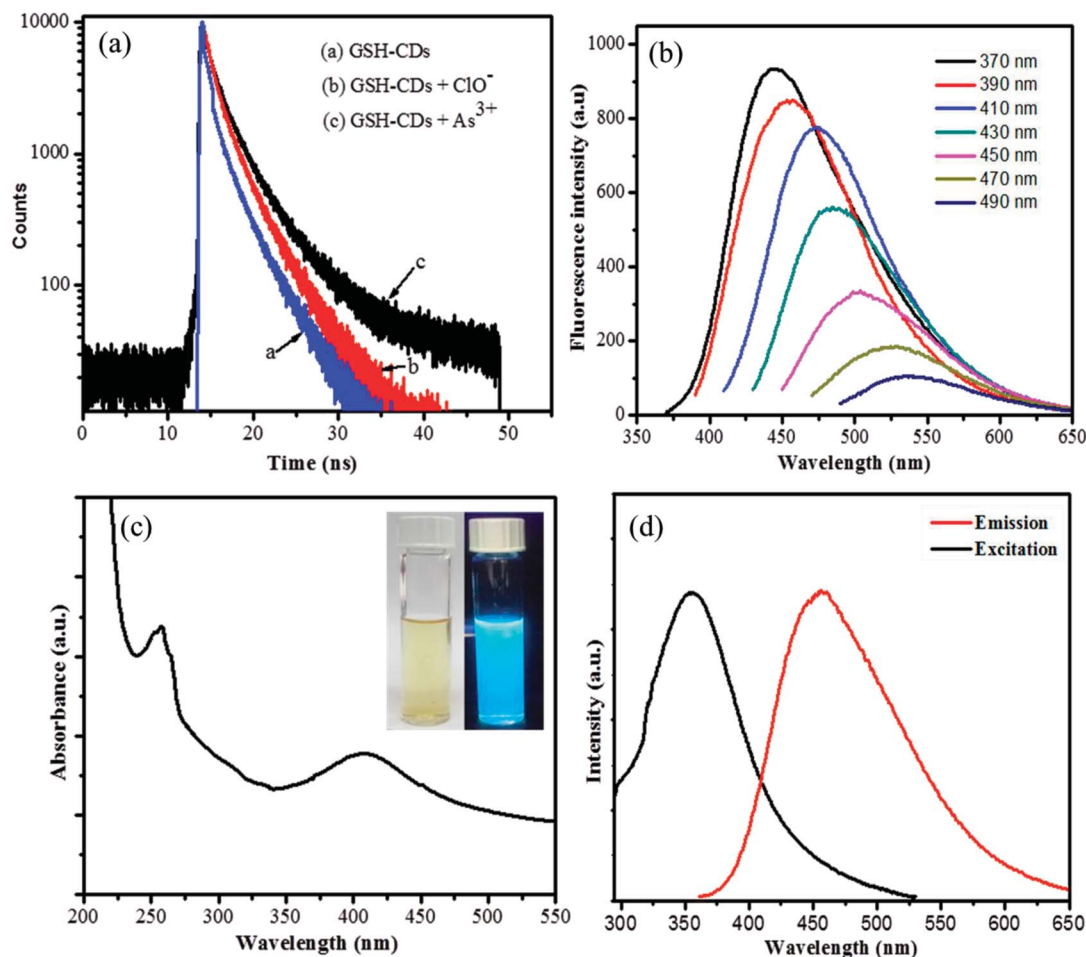 (a)
(a) GSH-CDs
(b) GSH-CDs + ClO⁻
(c) GSH-CDs + As³⁺
10000
1000
100
Counts
c
a
b
0 10 20 30 40 50
Time (ns)
(b)
370 nm
390 nm
410 nm
430 nm
450 nm
470 nm
490 nm
1000
800
600
400
200
0
Fluorescence intensity (a.u)
350 400 450 500 550 600 650
Wavelength (nm)
(c)
Absorbance (a.u.)
200 250 300 350 400 450 500 550
Wavelength (nm)
(d)
Emission
Excitation
Intensity (a.u.)
300 350 400 450 500 550 600 650
Wavelength (nm)